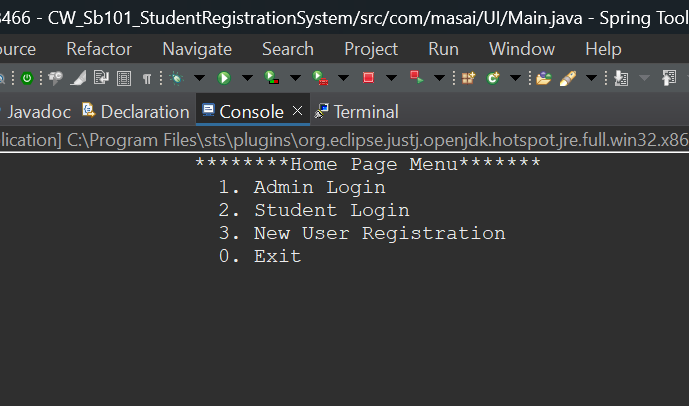 3466 - CW_Sb101_StudentRegistrationSystem/src/com/masai/UI/Main.java - Spring Tool
ource Refactor Navigate Search Project Run Window Help
Javadoc Declaration Console Terminal
lication] C:\Program Files\sts\plugins\org.eclipse.justj.openjdk.hotspot.jre.full.win32.x86
********Home Page Menu*******
1. Admin Login
2. Student Login
3. New User Registration
0. Exit